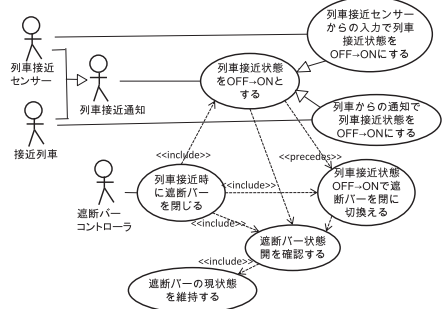 列車接近センサー
からの入力で列車
接近状態を
OFF→ONにする
列車接近
センサー
列車接近通知
列車接近状態
をOFF→ONと
する
列車からの通知で
列車接近状態を
OFF→ONにする
接近列車
<<include>>
<<precedes>>
遮断バー
コントローラ
列車接近時
に遮断バー
を閉じる
<<include>>
列車接近状態
OFF→ONで遮
断バーを閉に
切換える
<<include>>
遮断バー状態
開を確認する
<<include>>
遮断バーの現状態
を維持する